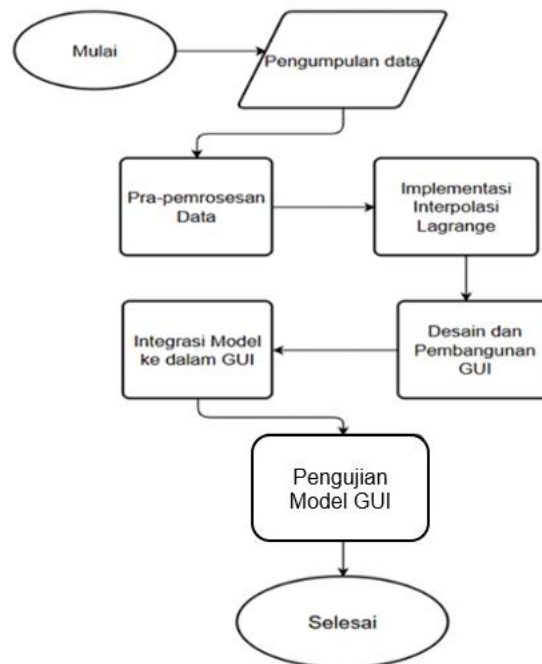 Mulai
Pengumpulan data
Pra-pemrosesan
Data
Implementasi
Interpolasi
Lagrange
Desain dan
Pembangunan
GUI
Integrasi Model
ke dalam GUI
Pengujian
Model GUI
Selesai